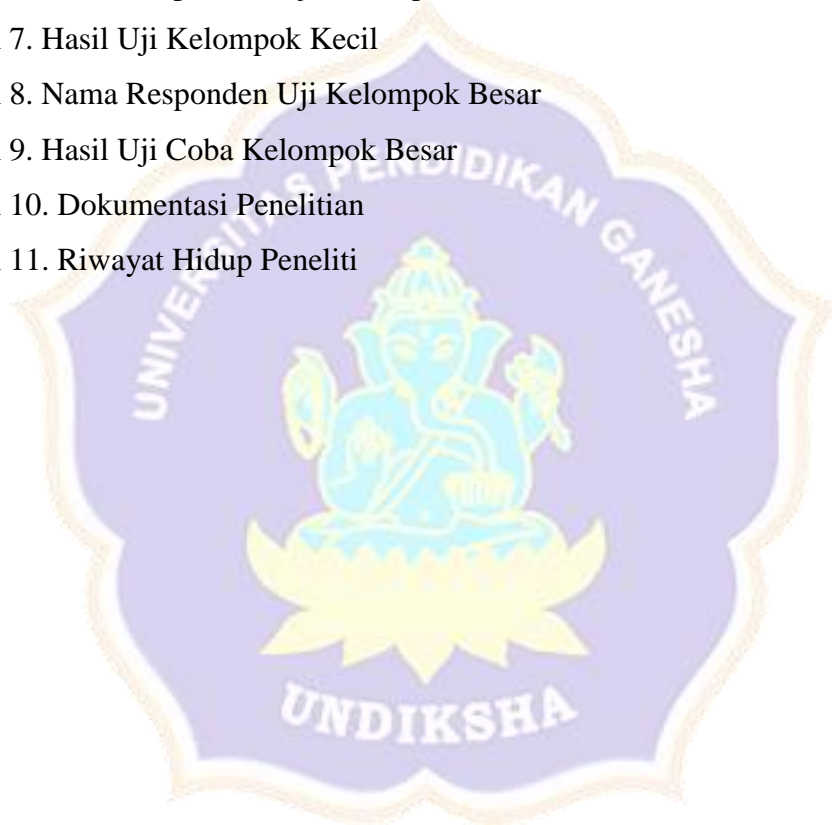 7. Hasil Uji Kelompok Kecil
8. Nama Responden Uji Kelompok Besar
9. Hasil Uji Coba Kelompok Besar
10. Dokumentasi Penelitian
11. Riwayat Hidup Peneliti
UNIVERSITAS PENDIDIKAN GANESHA
UNDIKSHA